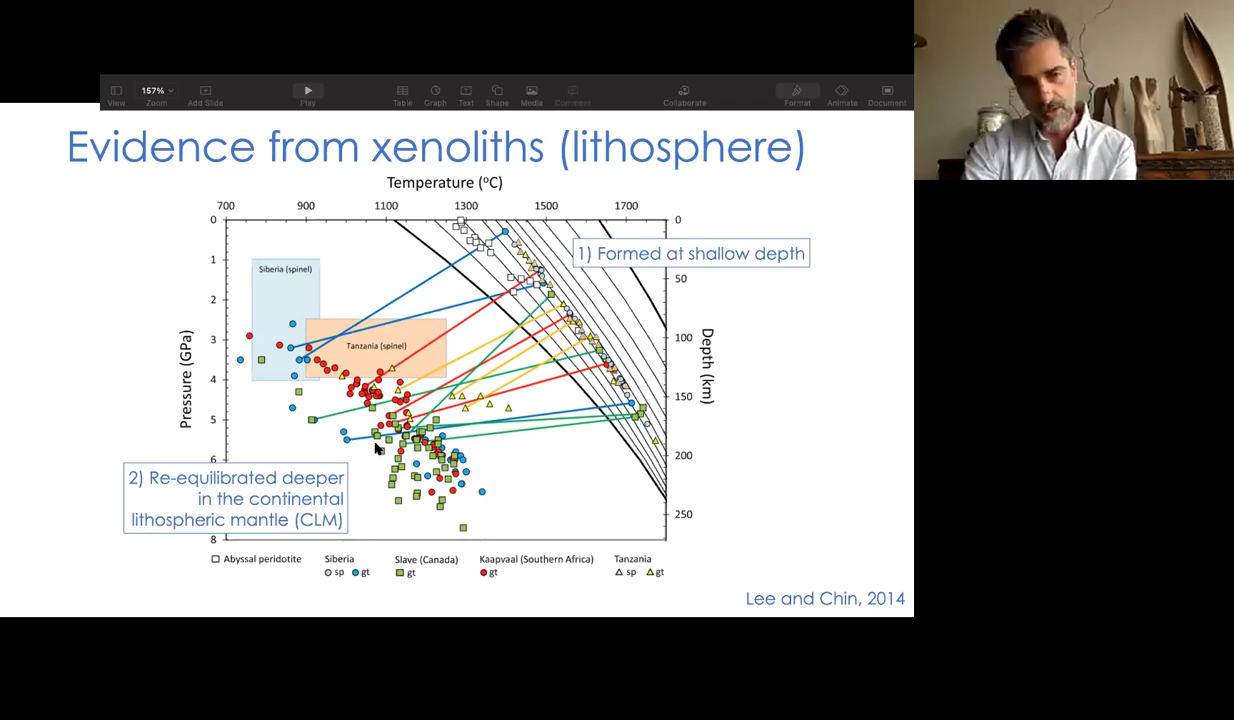 157%
View Zoom Add Slide Play Table Graph Text Shape Media Comment Collaborate Format Animate Document
Evidence from xenoliths (lithosphere)
Temperature (°C)
700 900 1100 1300 1500 1700
0 0
1) Formed at shallow depth
1
Siberia (spinel)
50
2
Pressure (GPa)
3
Tanzania (spinel)
100
Depth (km)
4
150
5
6
200
2) Re-equilibrated deeper
in the continental
lithospheric mantle (CLM)
250
8
Abyssal peridotite Siberia Slave (Canada) Kaapvaal (Southern Africa) Tanzania
sp gt gt gt sp gt
Lee and Chin, 2014